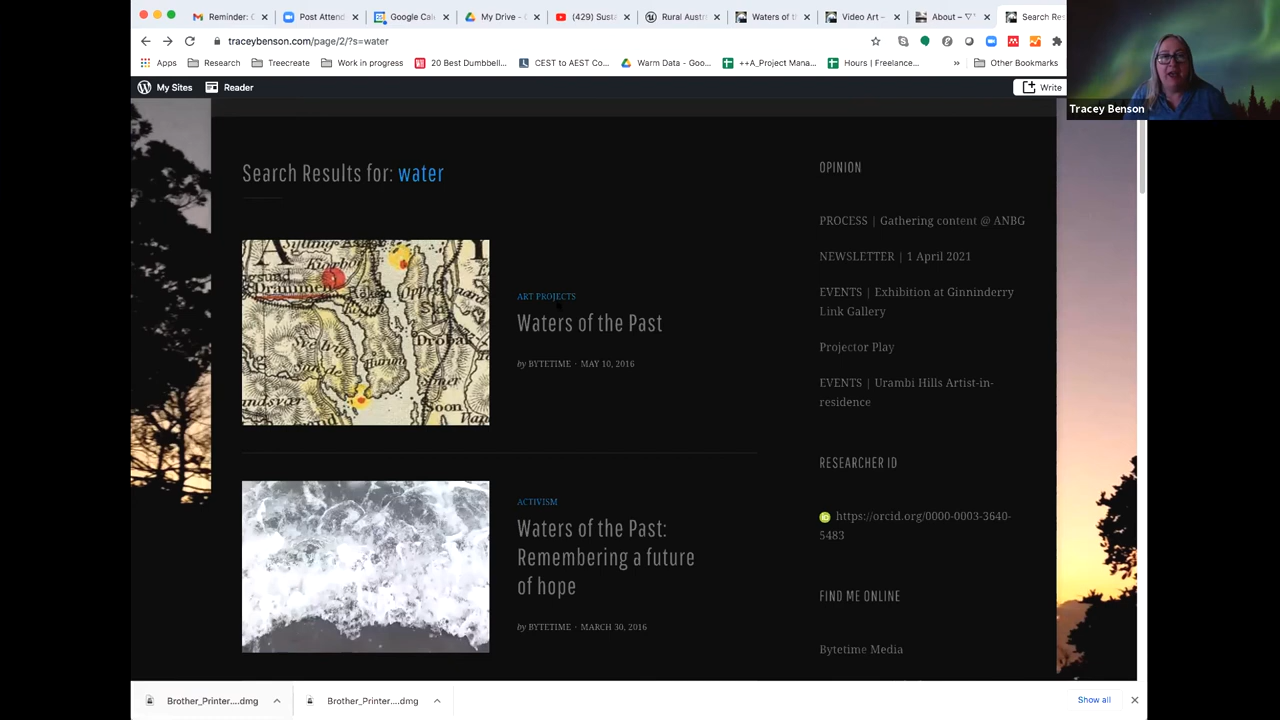 Reminder: C
Post Attend
Google Cal
My Drive - G
(429) Susta
Rural Austr
Waters of th
Video Art –
About – ▽
Search Res
traceybenson.com/page/2/?s=water
Apps
Research
Treecreate
Work in progress
20 Best Dumbbell...
CEST to AEST Co...
Warm Data - Goo...
++A_Project Mana...
Hours | Freelance...
»
Other Bookmarks
My Sites
Reader
Write
Tracey Benson
Search Results for: water
ART PROJECTS
Waters of the Past
by BYTETIME · MAY 10, 2016
ACTIVISM
Waters of the Past:
Remembering a future
of hope
by BYTETIME · MARCH 30, 2016
Drammen
Soon
OPINION
PROCESS | Gathering content @ ANBG
NEWSLETTER | 1 April 2021
EVENTS | Exhibition at Ginninderry
Link Gallery
Projector Play
EVENTS | Urambi Hills Artist-in-
residence
RESEARCHER ID
https://orcid.org/0000-0003-3640-
5483
FIND ME ONLINE
Bytetime Media
Brother_Printer....dmg
Brother_Printer....dmg
Show all